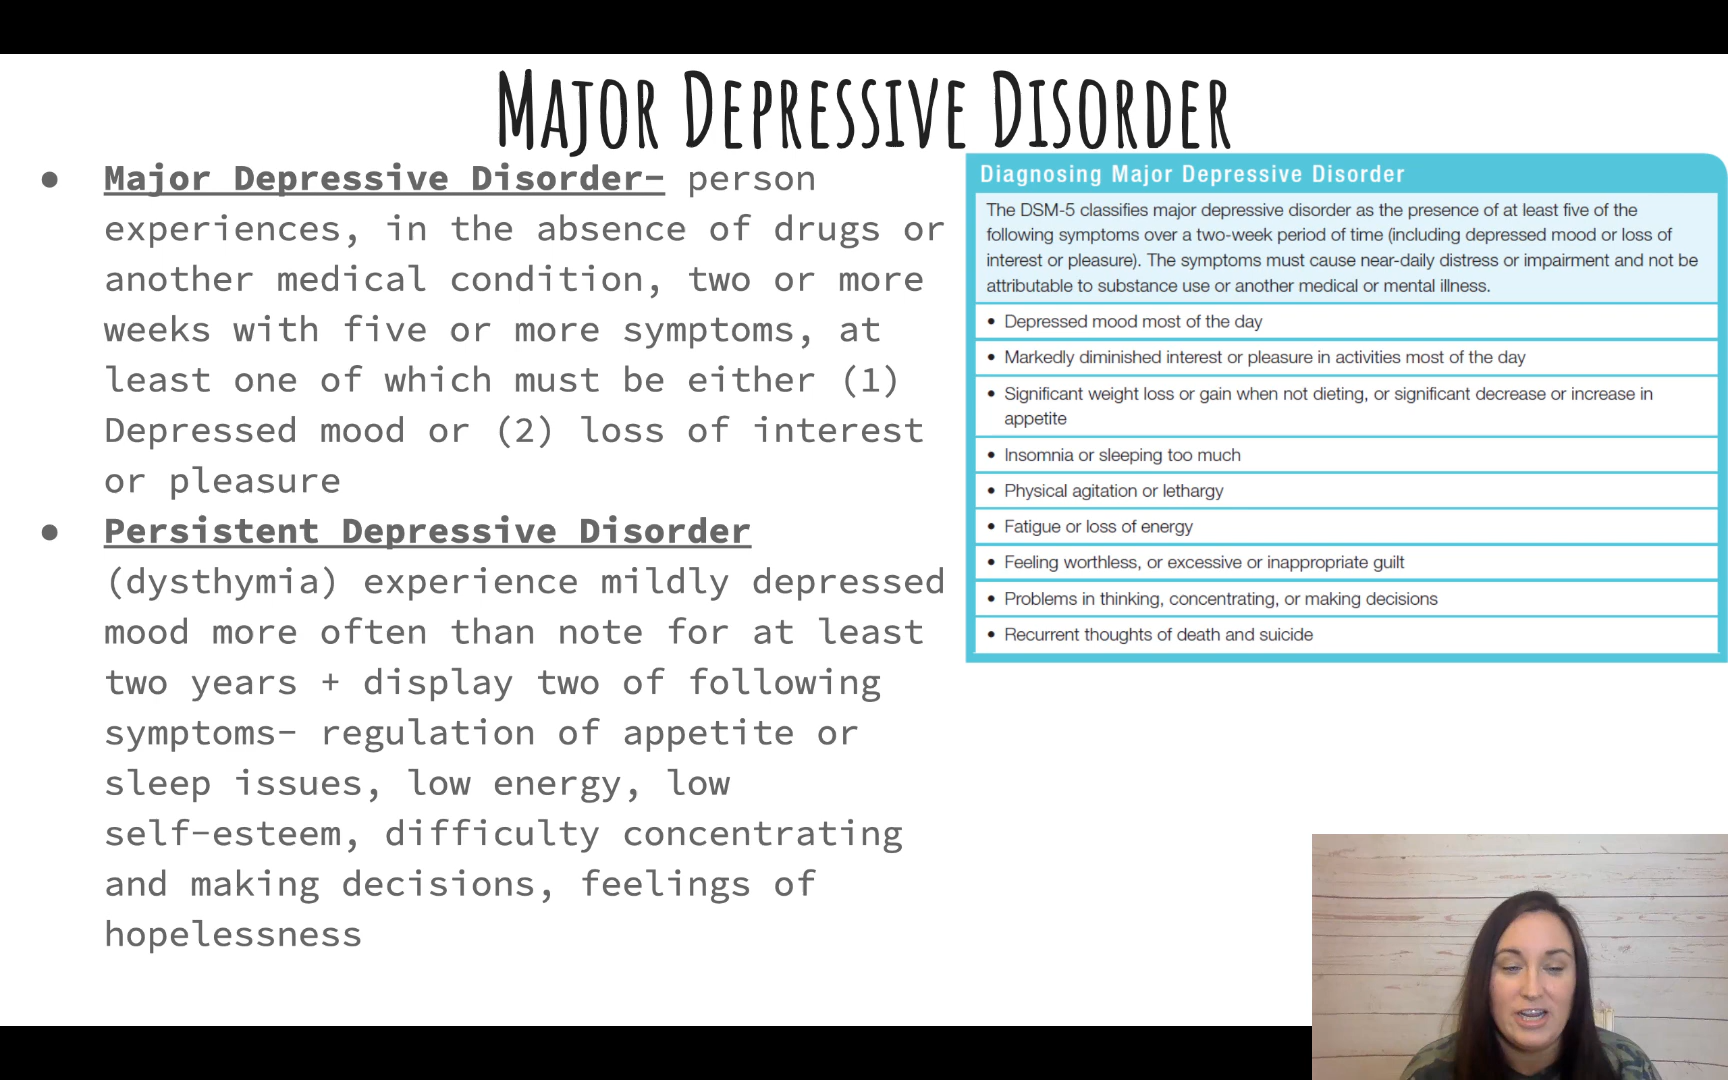 Major Depressive Disorder
● Major Depressive Disorder- person
experiences, in the absence of drugs or
another medical condition, two or more
weeks with five or more symptoms, at
least one of which must be either (1)
Depressed mood or (2) loss of interest
or pleasure
● Persistent Depressive Disorder
(dysthymia) experience mildly depressed
mood more often than note for at least
two years + display two of following
symptoms- regulation of appetite or
sleep issues, low energy, low
self-esteem, difficulty concentrating
and making decisions, feelings of
hopelessness
Diagnosing Major Depressive Disorder
The DSM-5 classifies major depressive disorder as the presence of at least five of the
following symptoms over a two-week period of time (including depressed mood or loss of
interest or pleasure). The symptoms must cause near-daily distress or impairment and not be
attributable to substance use or another medical or mental illness.
• Depressed mood most of the day
• Markedly diminished interest or pleasure in activities most of the day
• Significant weight loss or gain when not dieting, or significant decrease or increase in
appetite
• Insomnia or sleeping too much
• Physical agitation or lethargy
• Fatigue or loss of energy
• Feeling worthless, or excessive or inappropriate guilt
• Problems in thinking, concentrating, or making decisions
• Recurrent thoughts of death and suicide